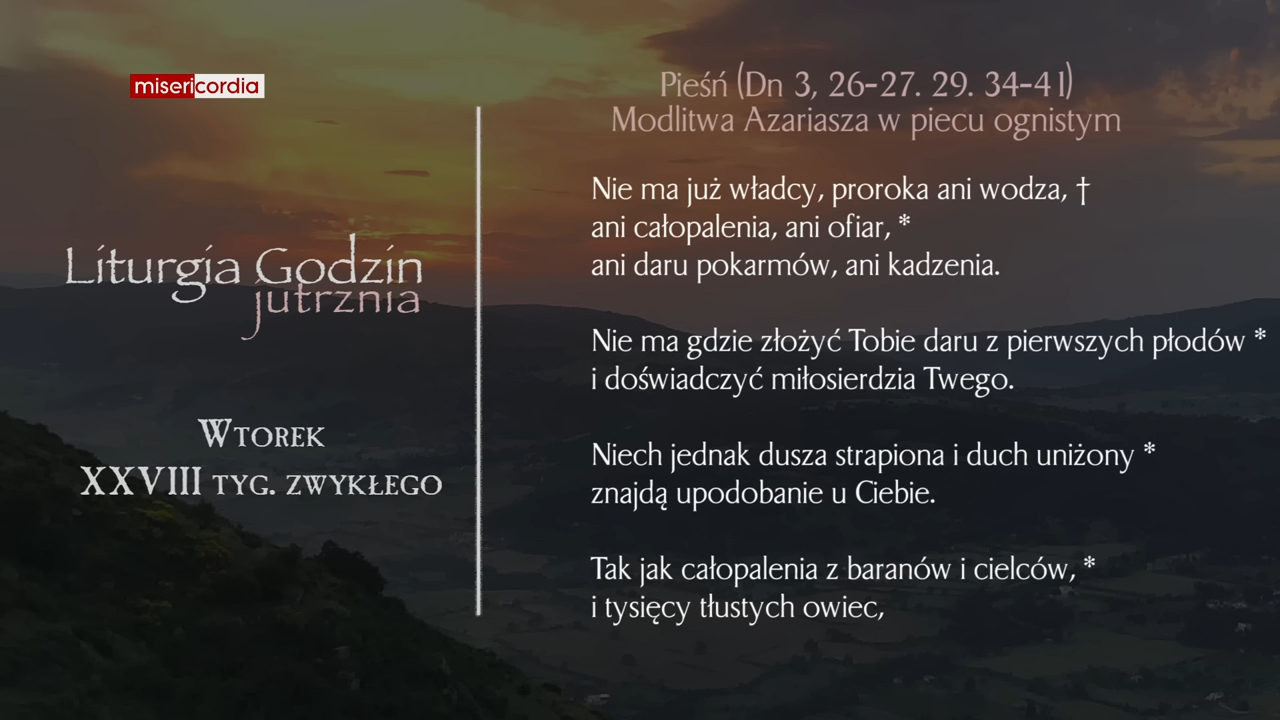 misericordia
Liturgia Godzin
jutrznia
Wtorek
XXVIII tyg. zwykłego
Pieśń (Dn 3, 26-27. 29. 34-41)
Modlitwa Azariasza w piecu ognistym
Nie ma już władcy, proroka ani wodza, †
ani całopalenia, ani ofiar, *
ani daru pokarmów, ani kadzenia.
Nie ma gdzie złożyć Tobie daru z pierwszych płodów *
i doświadczyć miłosierdzia Twego.
Niech jednak dusza strapiona i duch uniżony *
znajdą upodobanie u Ciebie.
Tak jak całopalenia z baranów i cielców, *
i tysięcy tłustych owiec,